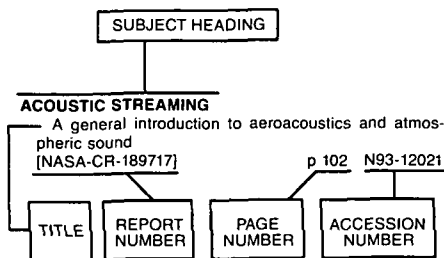 SUBJECT HEADING
ACOUSTIC STREAMING
A general introduction to aeroacoustics and atmos-
pheric sound
[NASA-CR-189717] p 102 N93-12021
TITLE REPORT NUMBER PAGE NUMBER ACCESSION NUMBER